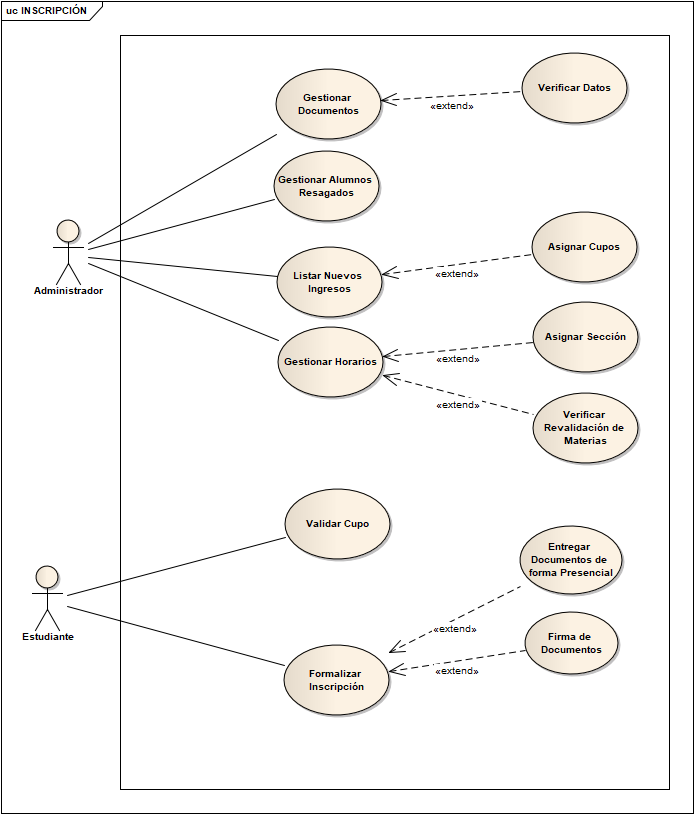 uc INSCRIPCIÓN
Gestionar
Documentos
«extend»
Verificar Datos
Gestionar Alumnos
Resagados
Administrador
Listar Nuevos
Ingresos
«extend»
Asignar Cupos
Gestionar Horarios
«extend»
Asignar Sección
«extend»
Verificar
Revalidación de
Materias
Validar Cupo
Estudiante
Entregar
Documentos de
forma Presencial
«extend»
Formalizar
Inscripción
«extend»
Firma de
Documentos